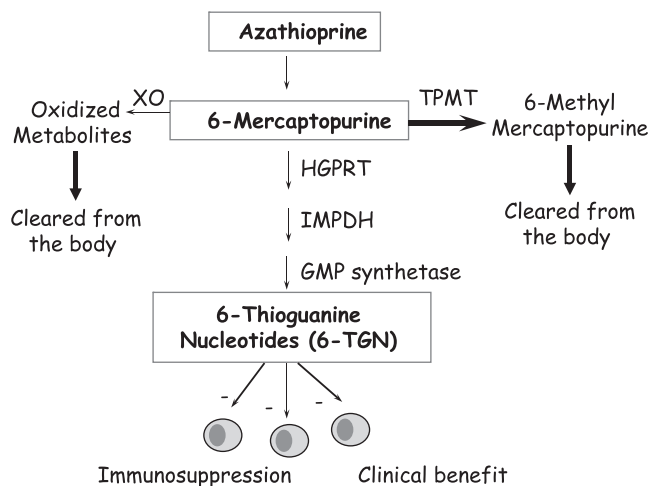 Azathioprine
XO
TPMT
Oxidized
Metabolites
6-Mercaptopurine
6-Methyl
Mercaptopurine
HGPRT
Cleared from
the body
IMPDH
Cleared from
the body
GMP synthetase
6-Thioguanine
Nucleotides (6-TGN)
-
-
-
Immunosuppression
Clinical benefit